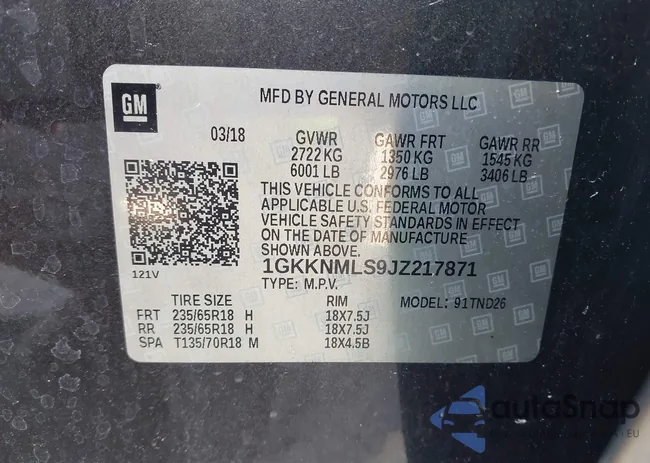 GM
MFD BY GENERAL MOTORS LLC
03/18 GVWR GAWR FRT GAWR RR
2722 KG 1350 KG 1545 KG
6001 LB 2976 LB 3406 LB
THIS VEHICLE CONFORMS TO ALL
APPLICABLE U.S. FEDERAL MOTOR
VEHICLE SAFETY STANDARDS IN EFFECT
ON THE DATE OF MANUFACTURE
SHOWN ABOVE.
1GKKNMLS9JZ217871
121V
TYPE: M.P.V.
TIRE SIZE RIM MODEL: 91TND26
FRT 235/65R18 H 18X7.5J
RR 235/65R18 H 18X7.5J
SPA T135/70R18 M 18X4.5B
autoSnap
EU